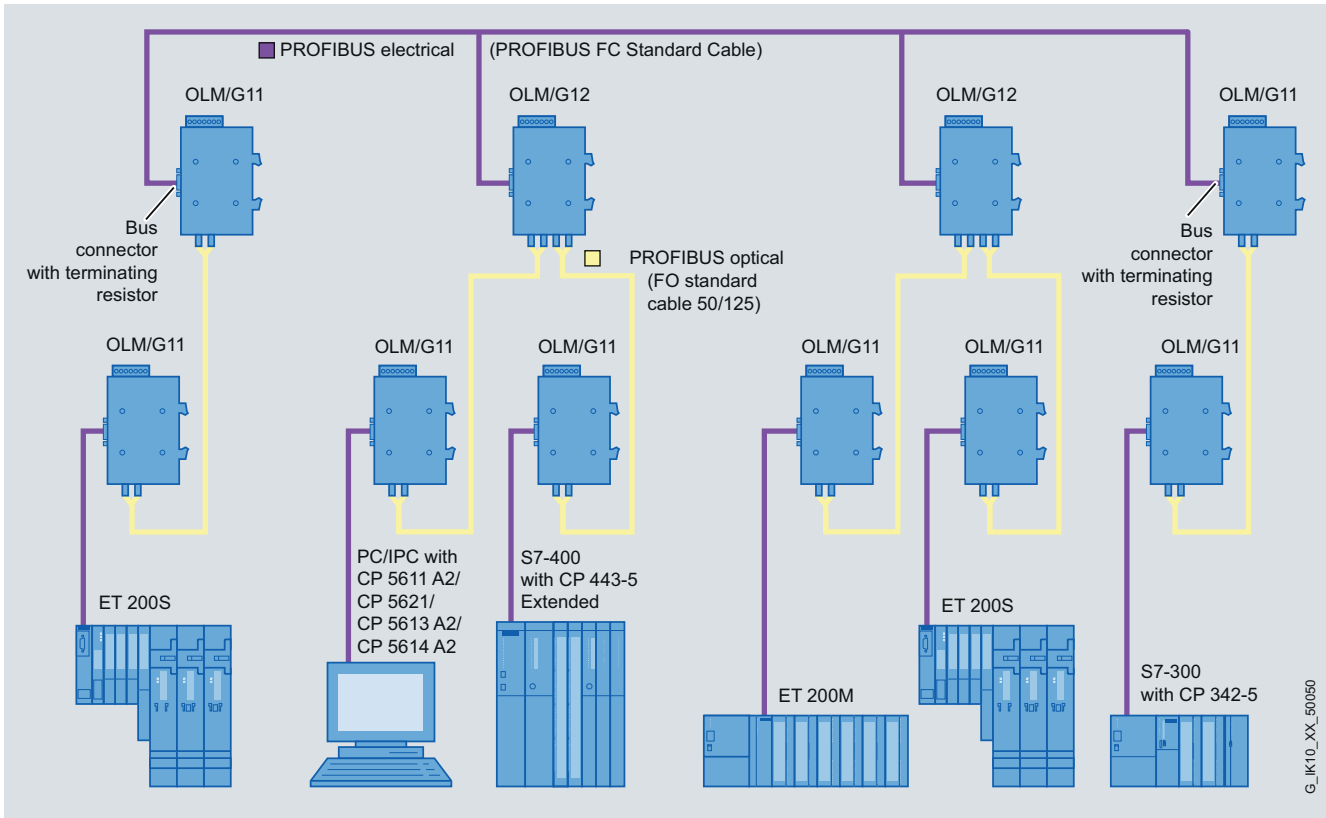 PROFIBUS electrical (PROFIBUS FC Standard Cable)
OLM/G11
OLM/G12
OLM/G12
OLM/G11
Bus
connector
with terminating
resistor
PROFIBUS optical
(FO standard
cable 50/125)
Bus
connector
with terminating
resistor
OLM/G11
OLM/G11
OLM/G11
OLM/G11
OLM/G11
OLM/G11
ET 200S
PC/IPC with
CP 5611 A2/
CP 5621/
CP 5613 A2/
CP 5614 A2
S7-400
with CP 443-5
Extended
ET 200M
ET 200S
S7-300
with CP 342-5
G_IK10_XX_50050